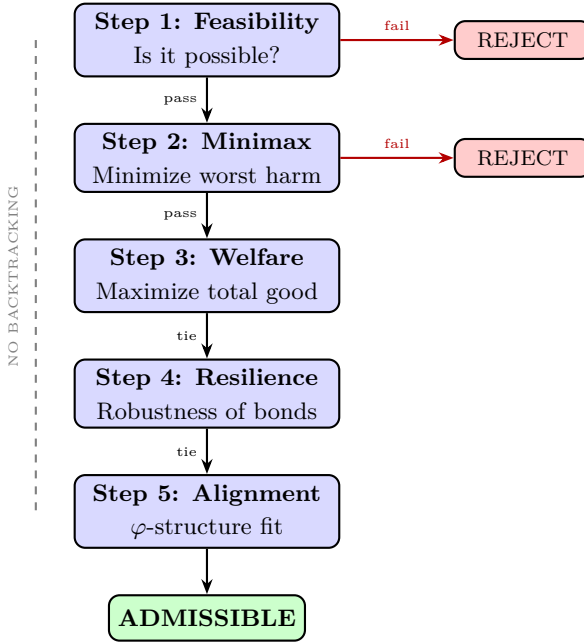 Step 1: Feasibility
Is it possible?
fail
REJECT
pass
Step 2: Minimax
Minimize worst harm
fail
REJECT
pass
Step 3: Welfare
Maximize total good
tie
Step 4: Resilience
Robustness of bonds
tie
Step 5: Alignment
φ-structure fit
ADMISSIBLE
NO BACKTRACKING